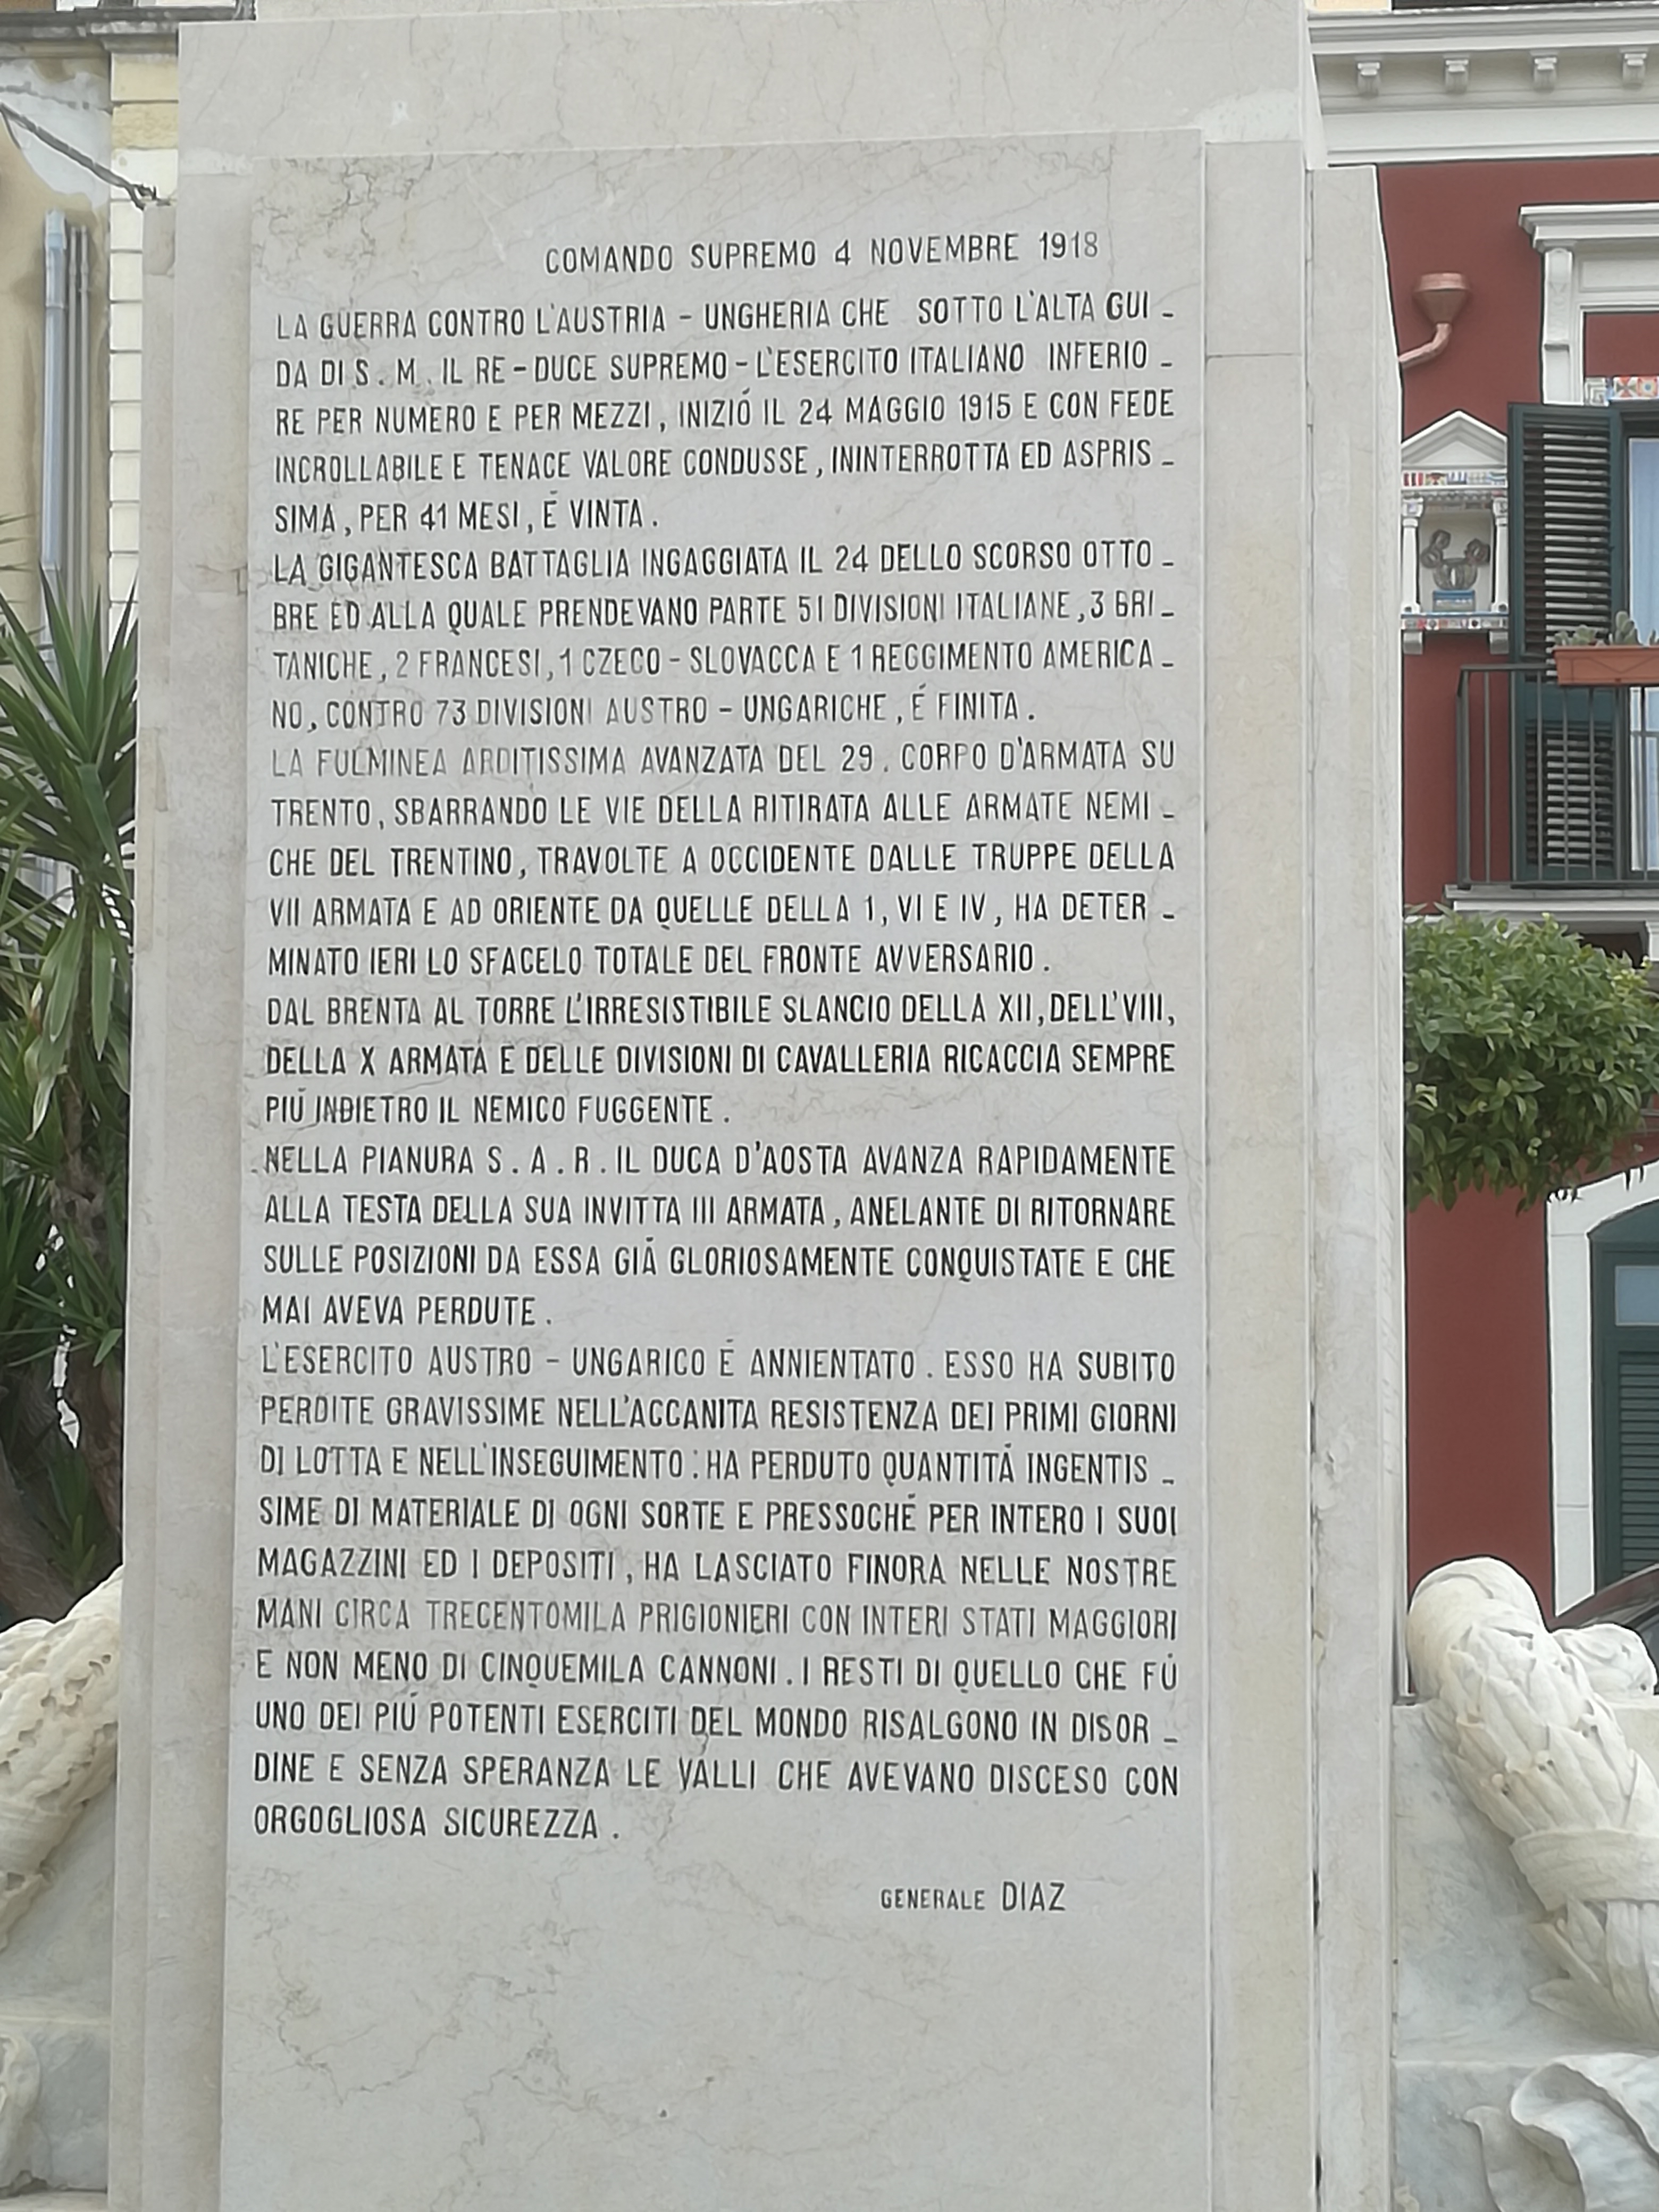 COMANDO SUPREMO 4 NOVEMBRE 1918
LA GUERRA CONTRO L'AUSTRIA - UNGHERIA CHE SOTTO L'ALTA GUI -
DA DI S. M. IL RE - DUCE SUPREMO - L'ESERCITO ITALIANO INFERIO -
RE PER NUMERO E PER MEZZI, INIZIÓ IL 24 MAGGIO 1915 E CON FEDE
INCROLLABILE E TENACE VALORE CONDUSSE, ININTERROTTA ED ASPRIS -
SIMA, PER 41 MESI, É VINTA.
LA GIGANTESCA BATTAGLIA INGAGGIATA IL 24 DELLO SCORSO OTTO -
BRE ED ALLA QUALE PRENDEVANO PARTE 51 DIVISIONI ITALIANE, 3 BRI -
TANICHE, 2 FRANCESI, 1 CZECO - SLOVACCA E 1 REGGIMENTO AMERICA -
NO, CONTRO 73 DIVISIONI AUSTRO - UNGARICHE, É FINITA.
LA FULMINEA ARDITISSIMA AVANZATA DEL 29. CORPO D'ARMATA SU
TRENTO, SBARRANDO LE VIE DELLA RITIRATA ALLE ARMATE NEMI -
CHE DEL TRENTINO, TRAVOLTE A OCCIDENTE DALLE TRUPPE DELLA
VII ARMATA E AD ORIENTE DA QUELLE DELLA 1, VI E IV, HA DETER -
MINATO IERI LO SFACELO TOTALE DEL FRONTE AVVERSARIO.
DAL BRENTA AL TORRE L'IRRESISTIBILE SLANCIO DELLA XII, DELL'VIII,
DELLA X ARMATA E DELLE DIVISIONI DI CAVALLERIA RICACCIA SEMPRE
PIÚ INDIETRO IL NEMICO FUGGENTE.
NELLA PIANURA S. A. R. IL DUCA D'AOSTA AVANZA RAPIDAMENTE
ALLA TESTA DELLA SUA INVITTA III ARMATA, ANELANTE DI RITORNARE
SULLE POSIZIONI DA ESSA GIÁ GLORIOSAMENTE CONQUISTATE E CHE
MAI AVEVA PERDUTE.
L'ESERCITO AUSTRO - UNGARICO É ANNIENTATO. ESSO HA SUBITO
PERDITE GRAVISSIME NELL'ACCANITA RESISTENZA DEI PRIMI GIORNI
DI LOTTA E NELL'INSEGUIMENTO: HA PERDUTO QUANTITÁ INGENTIS -
SIME DI MATERIALE DI OGNI SORTE E PRESSOCHÉ PER INTERO I SUOI
MAGAZZINI ED I DEPOSITI, HA LASCIATO FINORA NELLE NOSTRE
MANI CIRCA TRECENTOMILA PRIGIONIERI CON INTERI STATI MAGGIORI
E NON MENO DI CINQUEMILA CANNONI. I RESTI DI QUELLO CHE FÚ
UNO DEI PIÚ POTENTI ESERCITI DEL MONDO RISALGONO IN DISOR -
DINE E SENZA SPERANZA LE VALLI CHE AVEVANO DISCESO CON
ORGOGLIOSA SICUREZZA.
GENERALE DIAZ